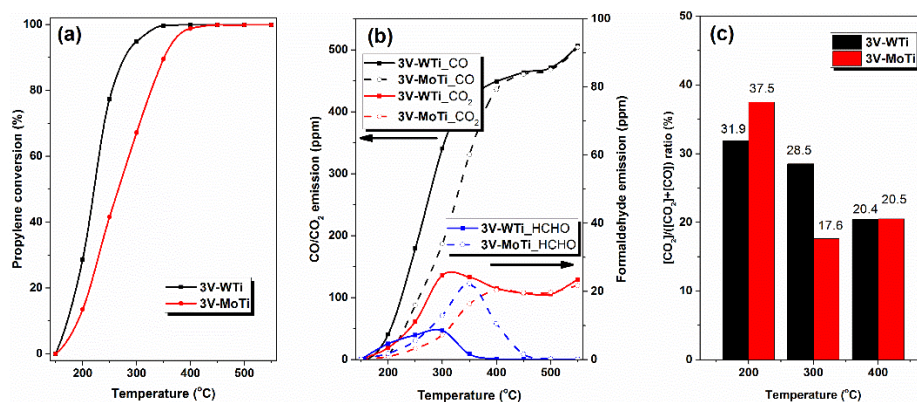 (a)
Propylene conversion (%)
100
80
60
40
20
0
3V-WTi
3V-MoTi
200 300 400 500
Temperature (°C)
(b)
CO/CO₂ emission (ppm)
500
400
300
200
100
0
3V-WTi_CO
3V-MoTi_CO
3V-WTi_CO₂
3V-MoTi_CO₂
3V-WTi_HCHO
3V-MoTi_HCHO
100
80
60
40
20
0
Formaldehyde emission (ppm)
200 300 400 500
Temperature (°C)
(c)
[CO₂]/([CO₂]+[CO]) ratio (%)
50
40
30
20
10
0
3V-WTi
3V-MoTi
31.9
37.5
28.5
17.6
20.4
20.5
200 300 400
Temperature (°C)